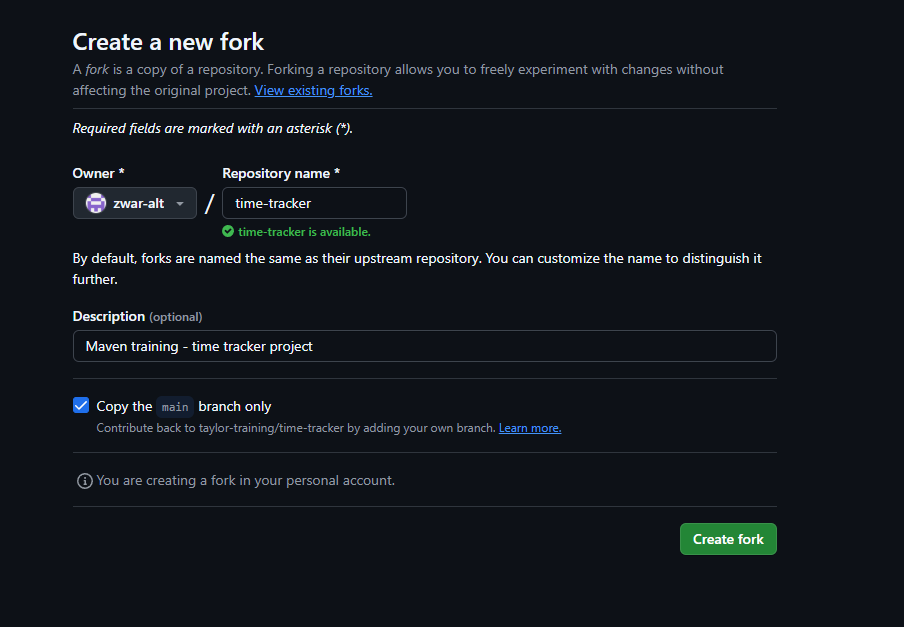 Create a new fork
A fork is a copy of a repository. Forking a repository allows you to freely experiment with changes without
affecting the original project. View existing forks.
Required fields are marked with an asterisk (*).
Owner *
Repository name *
zwar-alt
/
time-tracker
time-tracker is available.
By default, forks are named the same as their upstream repository. You can customize the name to distinguish it
further.
Description (optional)
Maven training - time tracker project
Copy the main branch only
Contribute back to taylor-training/time-tracker by adding your own branch. Learn more.
You are creating a fork in your personal account.
Create fork